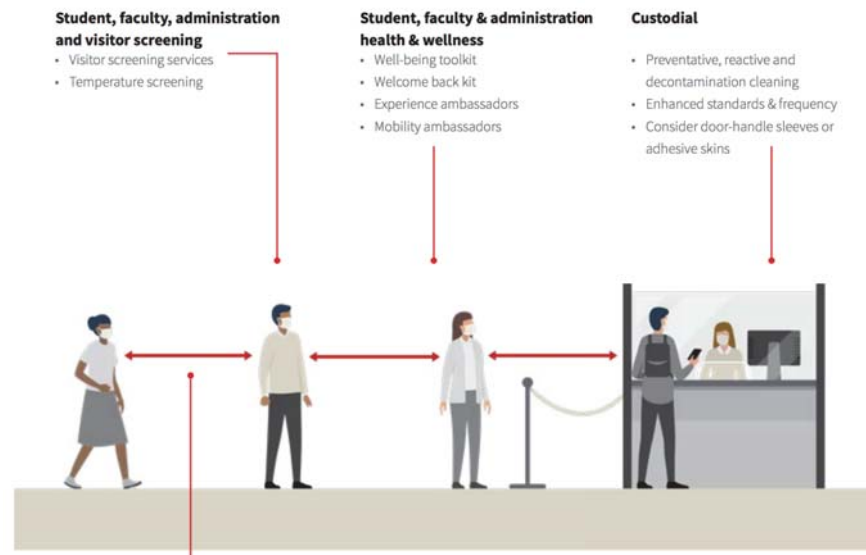 Student, faculty, administration
and visitor screening
• Visitor screening services
• Temperature screening
Student, faculty & administration
health & wellness
• Well-being toolkit
• Welcome back kit
• Experience ambassadors
• Mobility ambassadors
Custodial
• Preventative, reactive and
decontamination cleaning
• Enhanced standards & frequency
• Consider door-handle sleeves or
adhesive skins